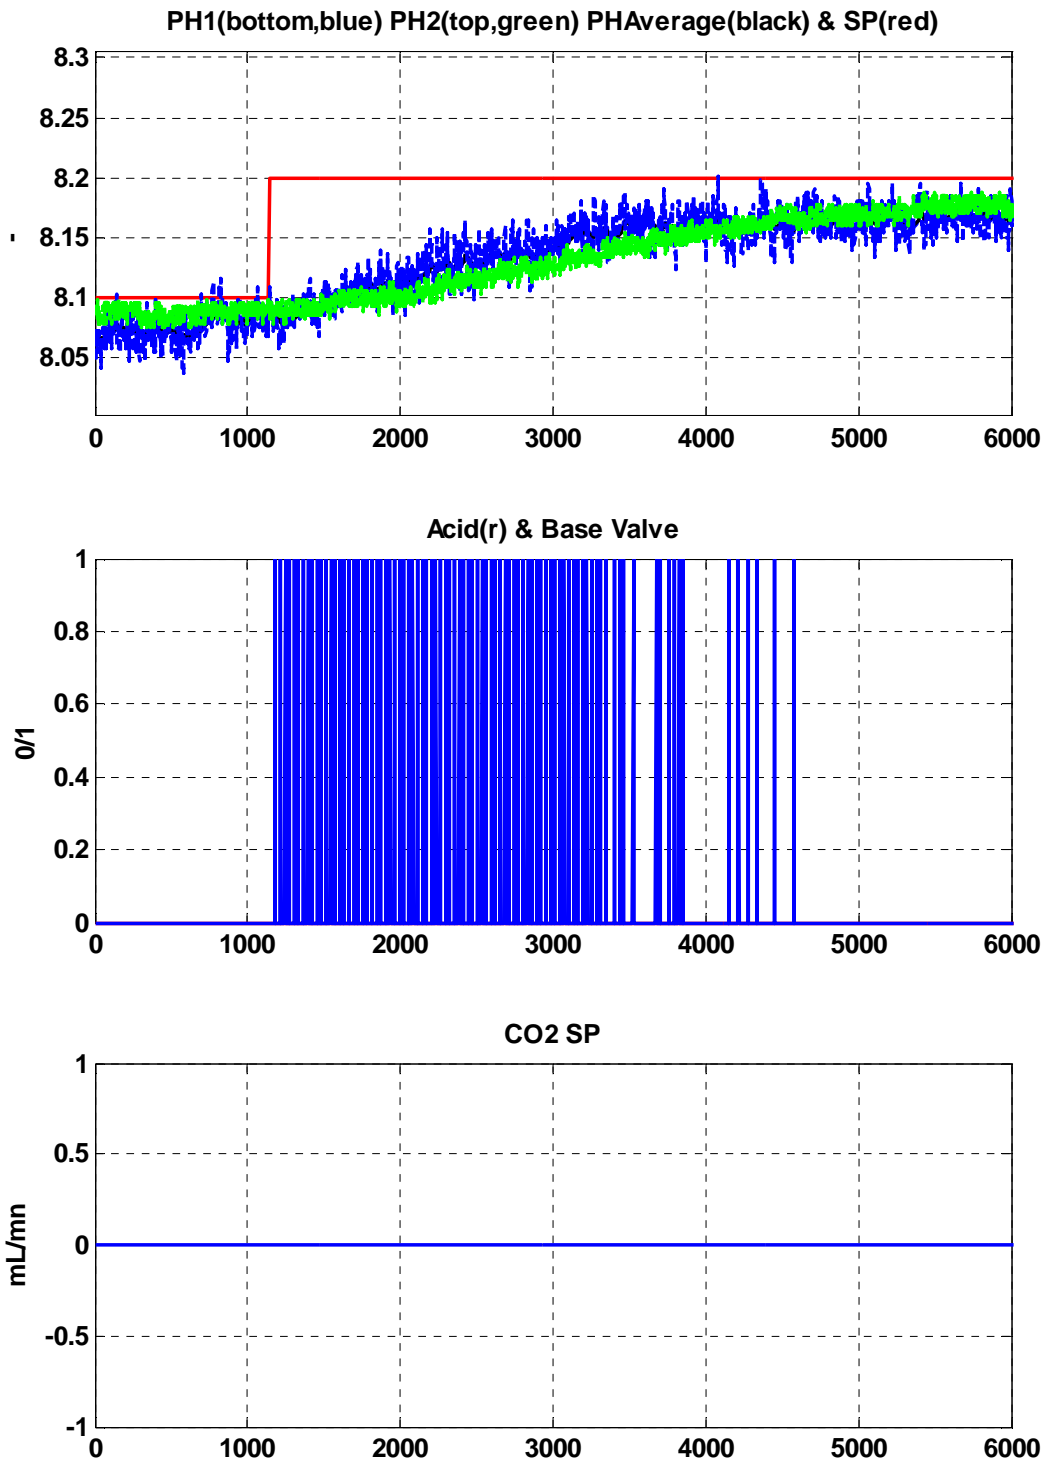 PH1(bottom,blue) PH2(top,green) PHAverage(black) & SP(red)
8.3
8.25
8.2
8.15
8.1
8.05
-
0 1000 2000 3000 4000 5000 6000
Acid(r) & Base Valve
1
0.8
0.6
0.4
0.2
0
0/1
0 1000 2000 3000 4000 5000 6000
CO2 SP
1
0.5
0
-0.5
-1
mL/mn
0 1000 2000 3000 4000 5000 6000